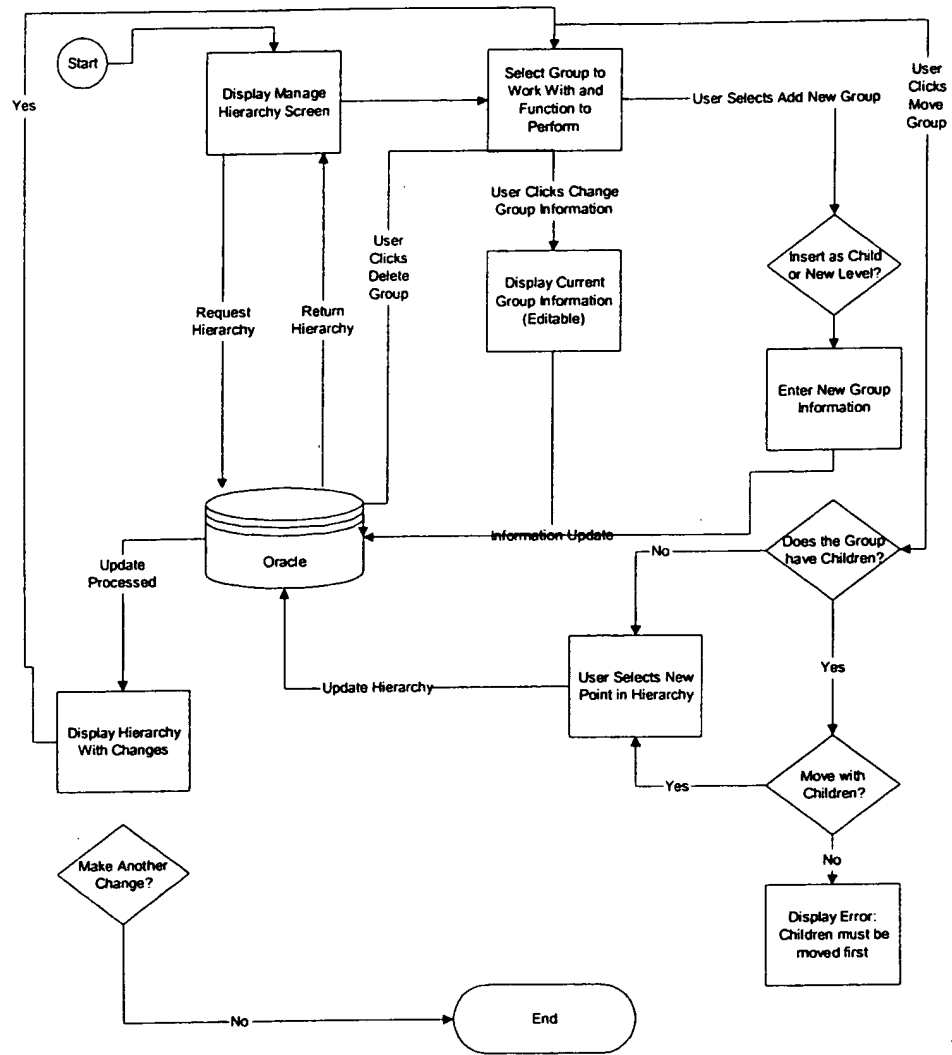 Start
Display Manage
Hierarchy Screen
Select Group to
Work With and
Function to
Perform
User Selects Add New Group
User
Clicks
Move
Group
Yes
User Clicks Change
Group Information
User
Clicks
Delete
Group
Insert as Child
or New Level?
Display Current
Group Information
(Editable)
Request
Hierarchy
Return
Hierarchy
Enter New Group
Information
Information Update
Oracle
Does the Group
have Children?
No
Update
Processed
User Selects New
Point in Hierarchy
Update Hierarchy
Yes
Display Hierarchy
With Changes
Move with
Children?
Yes
No
Make Another
Change?
Display Error:
Children must be
moved first
No
End